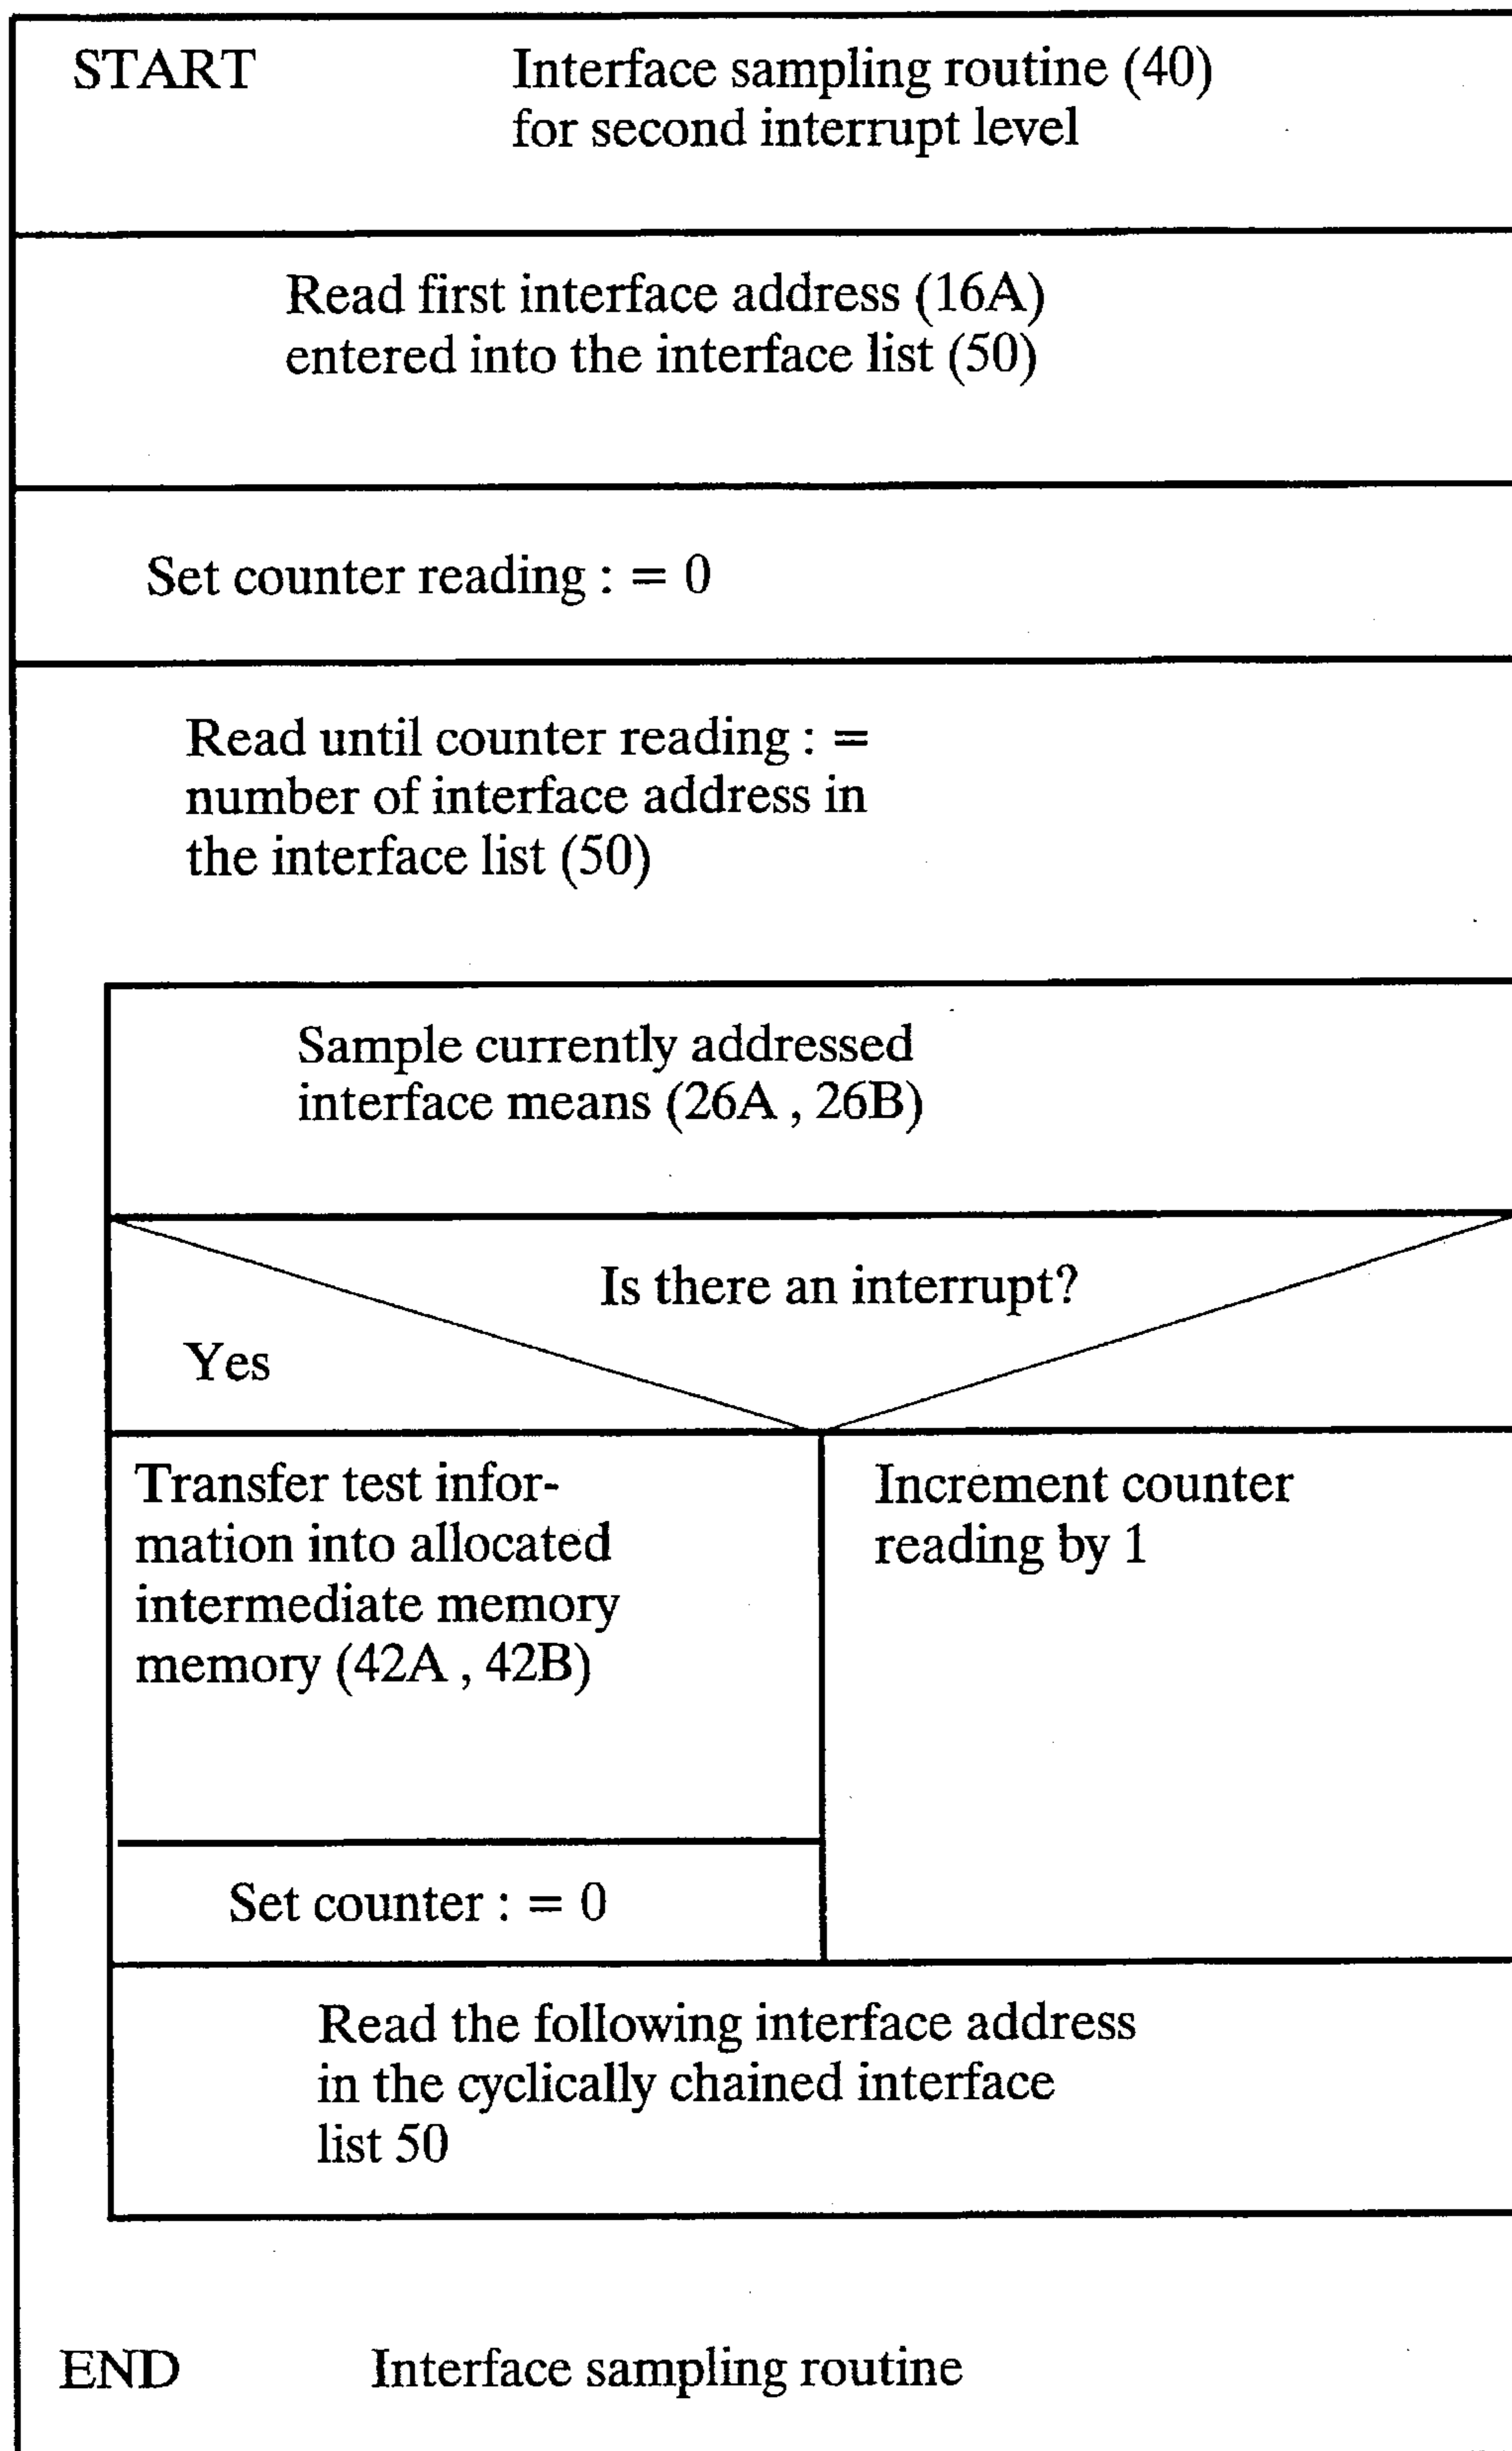 START Interface sampling routine (40)
for second interrupt level
Read first interface address (16A)
entered into the interface list (50)
Set counter reading : = 0
Read until counter reading : =
number of interface address in
the interface list (50)
Sample currently addressed
interface means (26A , 26B)
Is there an interrupt?
Yes
Transfer test infor-
mation into allocated
intermediate memory
memory (42A , 42B)
Set counter : = 0
Increment counter
reading by 1
Read the following interface address
in the cyclically chained interface
list 50
END Interface sampling routine